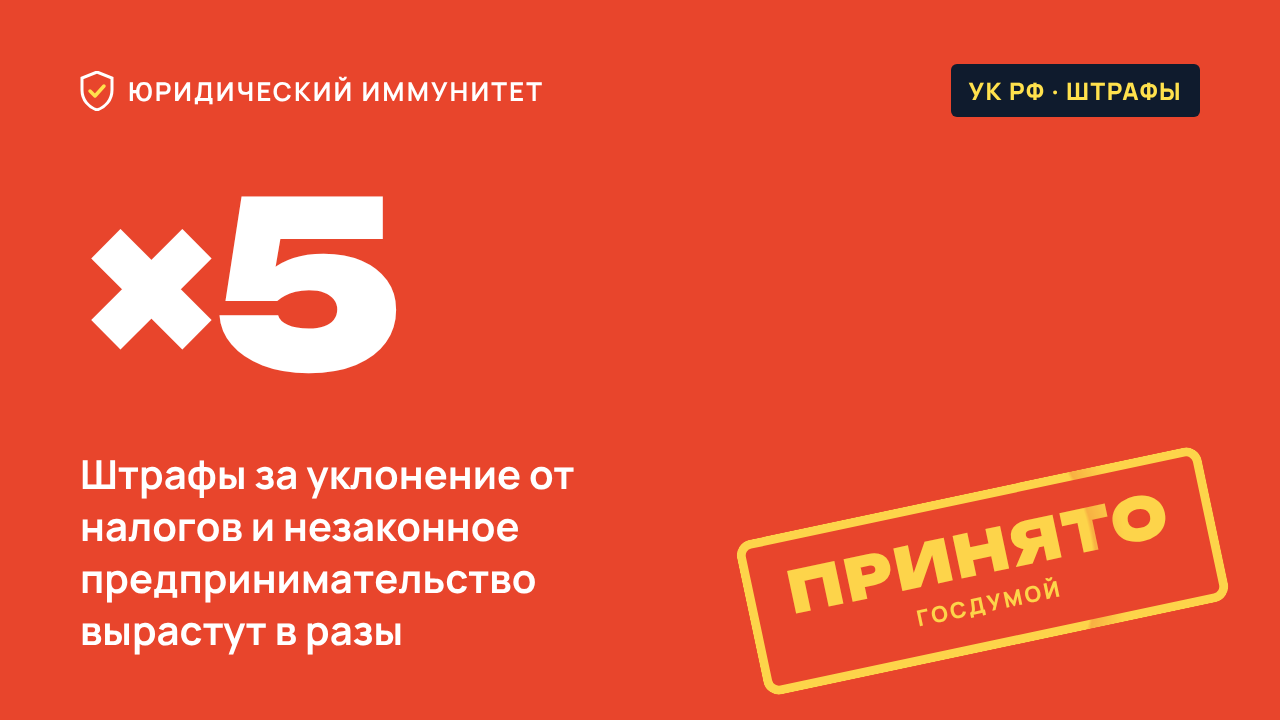 ЮРИДИЧЕСКИЙ ИММУНИТЕТ
УК РФ · ШТРАФЫ
×5
Штрафы за уклонение от
налогов и незаконное
предпринимательство
вырастут в разы
ПРИНЯТО
ГОСДУМОЙ